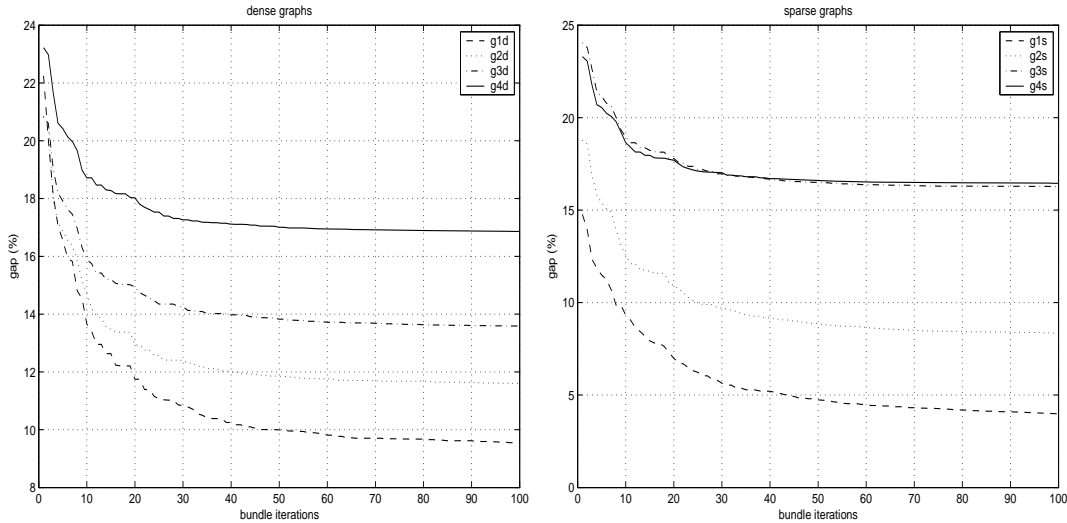 dense graphs
24
22
20
18
16
14
12
10
8
gap (%)
0 10 20 30 40 50 60 70 80 90 100
bundle iterations
g1d
g2d
g3d
g4d
sparse graphs
25
20
15
10
5
0
gap (%)
0 10 20 30 40 50 60 70 80 90 100
bundle iterations
g1s
g2s
g3s
g4s